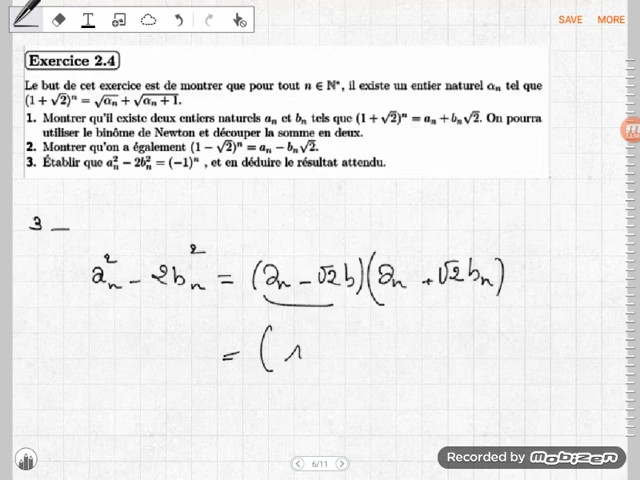 SAVE MORE
Exercice 2.4
Le but de cet exercice est de montrer que pour tout n ∈ ℕ*, il existe un entier naturel αₙ tel que
(1 + √2)ⁿ = √αₙ + √(αₙ + 1).
1. Montrer qu'il existe deux entiers naturels aₙ et bₙ tels que (1 + √2)ⁿ = aₙ + bₙ√2. On pourra
utiliser le binôme de Newton et découper la somme en deux.
2. Montrer qu'on a également (1 − √2)ⁿ = aₙ − bₙ√2.
3. Établir que aₙ² − 2bₙ² = (−1)ⁿ , et en déduire le résultat attendu.
3 —
aₙ² − 2bₙ² = (aₙ − √2b)(aₙ + √2bₙ)
= ( 1
6/11
Recorded by mobizen